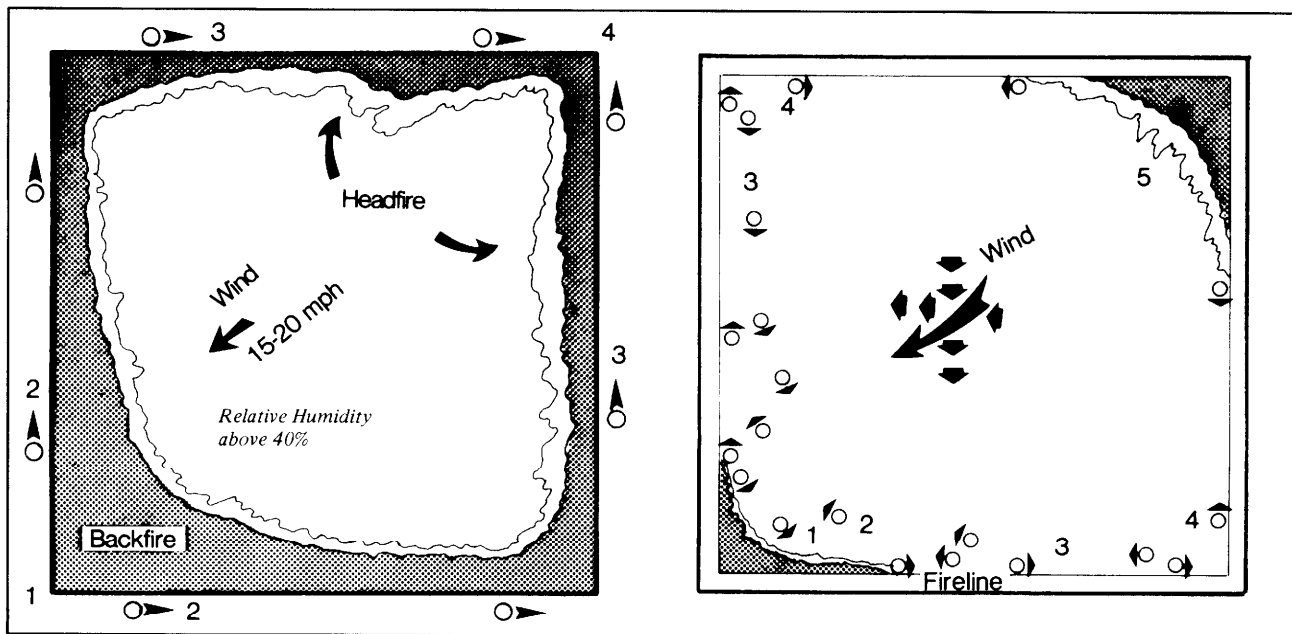 3
4
Headfire
Wind
15-20 mph
2
3
Relative Humidity
above 40%
Backfire
1
2
4
3
5
Wind
1
2
3
4
Fireline